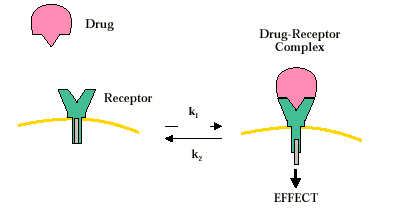 Drug
Drug-Receptor
Complex
Receptor
k₁
k₂
EFFECT